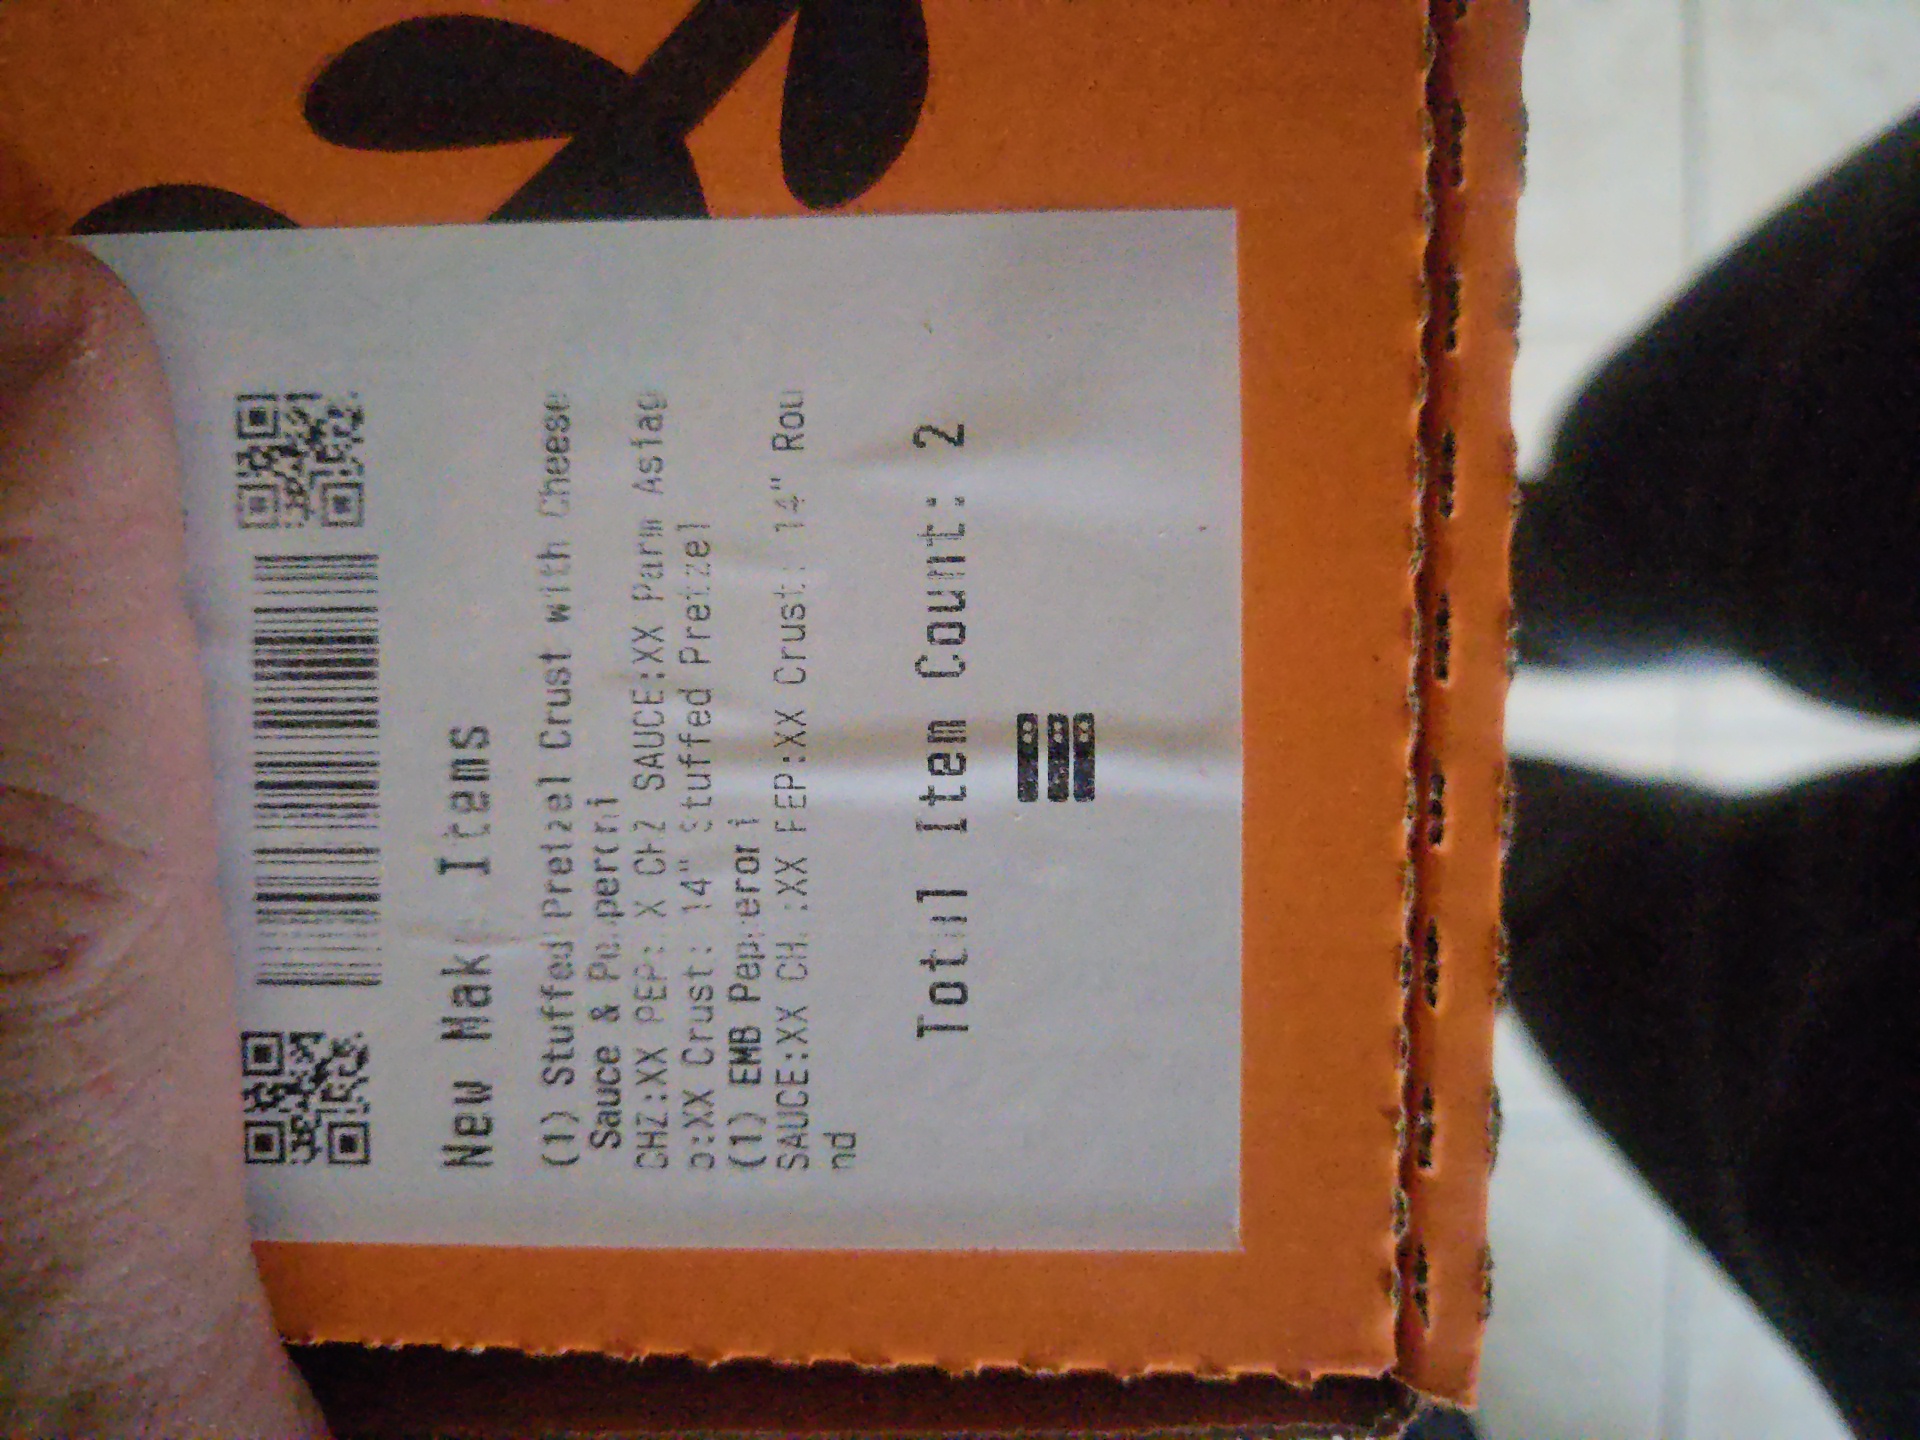 New Make Items
(1) Stuffed Pretzel Crust with Cheese
Sauce & Pepperoni
CHZ:XX PEP: X CH2 SAUCE:XX Parm Asiag
o:XX Crust: 14" Stuffed Pretzel
(1) EMB Pepperoni
SAUCE:XX CH :XX PEP:XX Crust: 14" Rou
nd
Total Item Count: 2